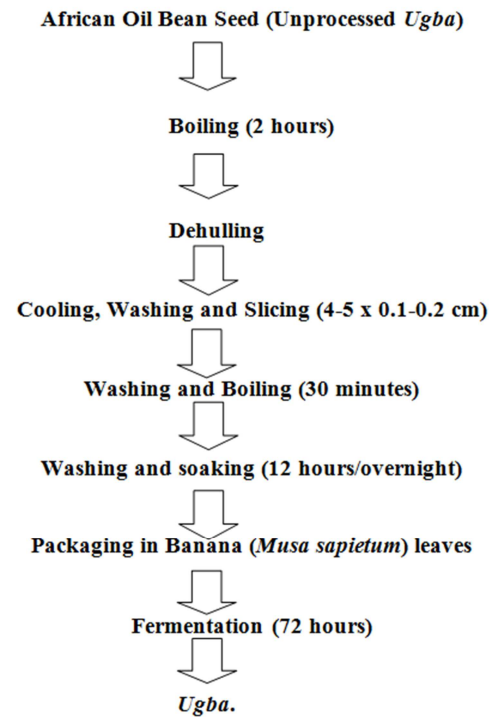 African Oil Bean Seed (Unprocessed Ugba)
Boiling (2 hours)
Dehulling
Cooling, Washing and Slicing (4-5 x 0.1-0.2 cm)
Washing and Boiling (30 minutes)
Washing and soaking (12 hours/overnight)
Packaging in Banana (Musa sapietum) leaves
Fermentation (72 hours)
Ugba.